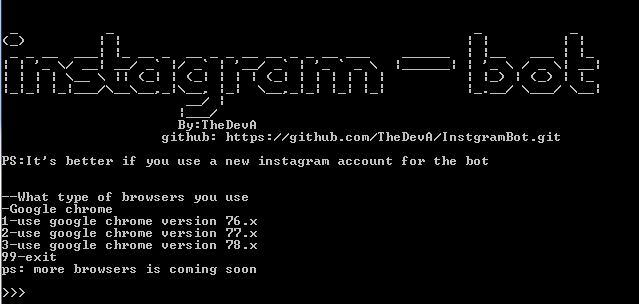 instagram - bot
By:TheDevA
github: https://github.com/TheDevA/InstgramBot.git
PS:It's better if you use a new instagram account for the bot
--What type of browsers you use
-Google chrome
1-use google chrome version 76.x
2-use google chrome version 77.x
3-use google chrome version 78.x
99-exit
ps: more browsers is coming soon
>>>